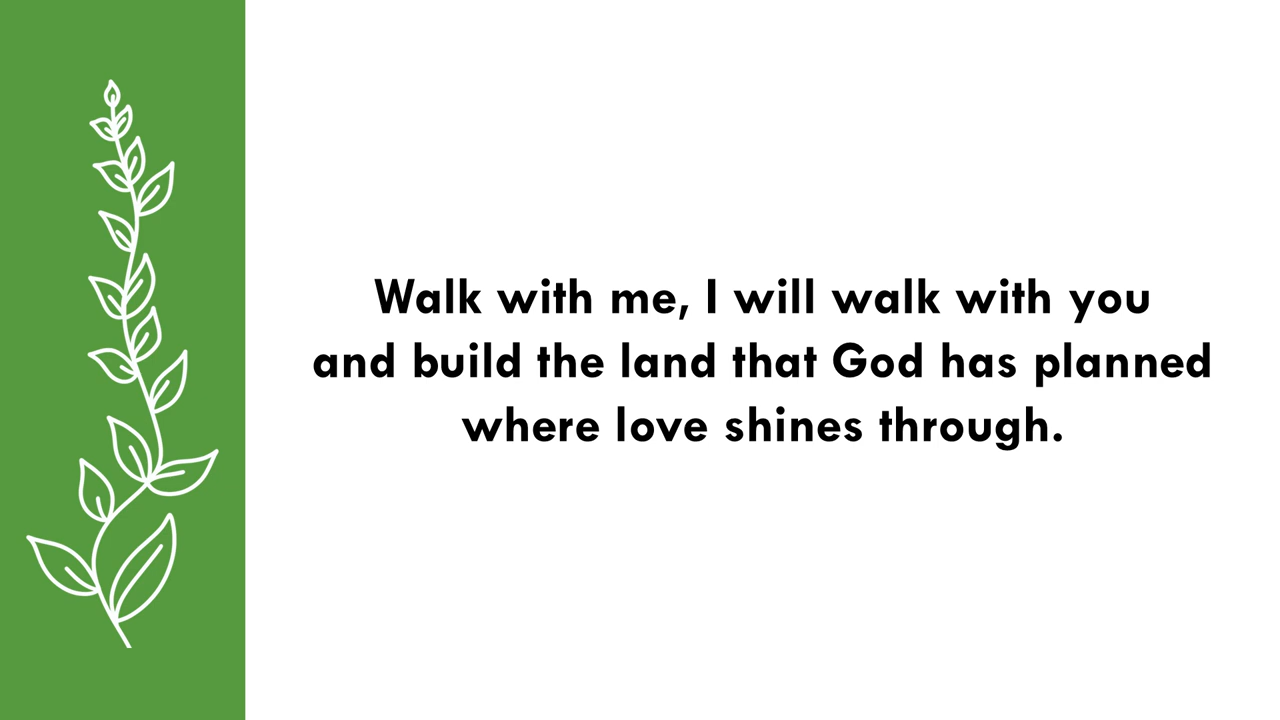 Walk with me, I will walk with you
and build the land that God has planned
where love shines through.